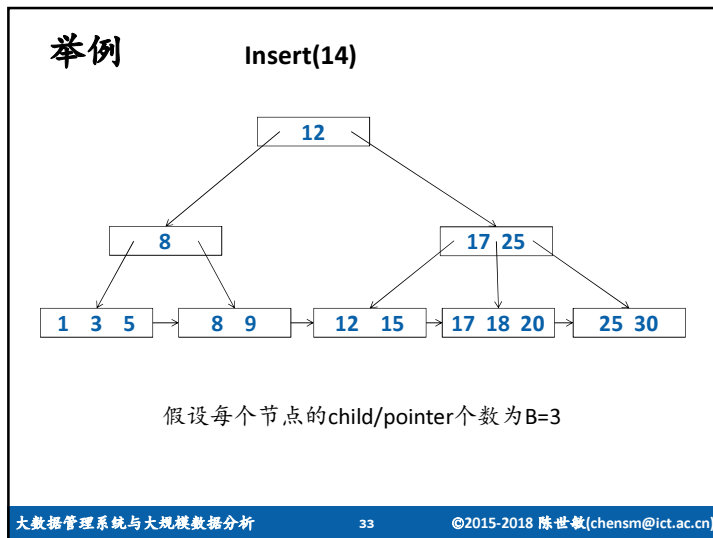 举例 Insert(14)
12
8 17 25
1 3 5 8 9 12 15 17 18 20 25 30
假设每个节点的child/pointer个数为B=3
大数据管理系统与大规模数据分析 33 ©2015-2018 陈世敏(chensm@ict.ac.cn)